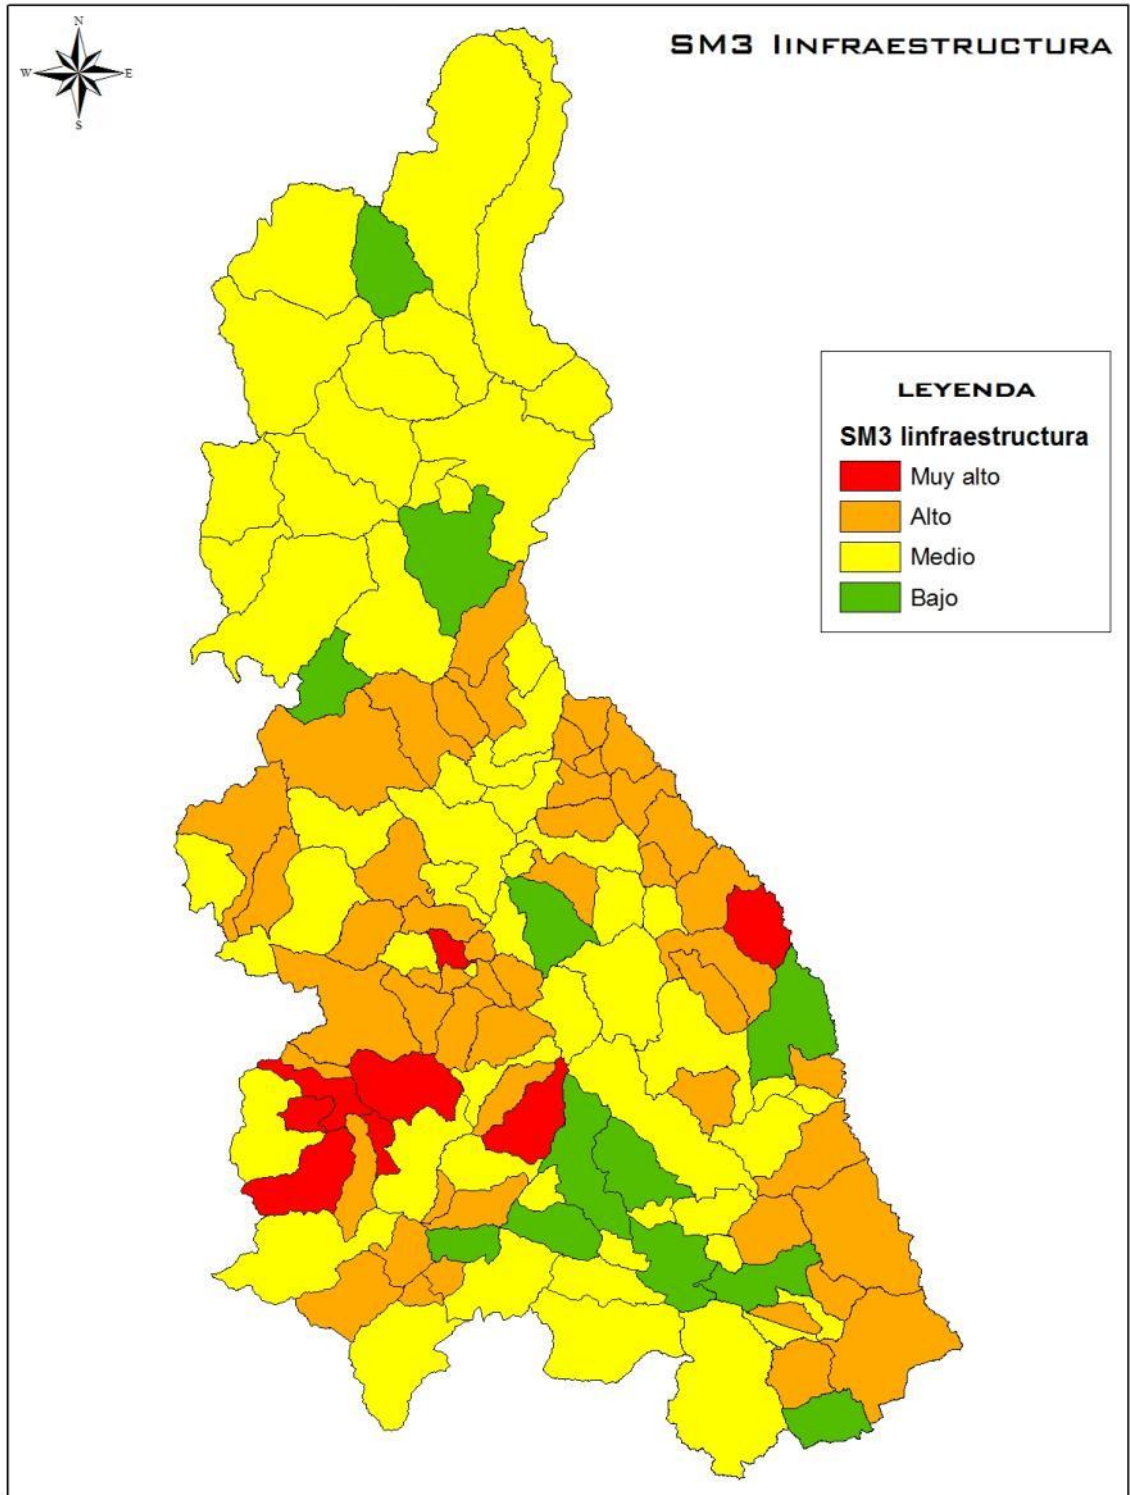 N
W E
S
SM3 IINFRAESTRUCTURA
LEYENDA
SM3 Iinfraestructura
Muy alto
Alto
Medio
Bajo